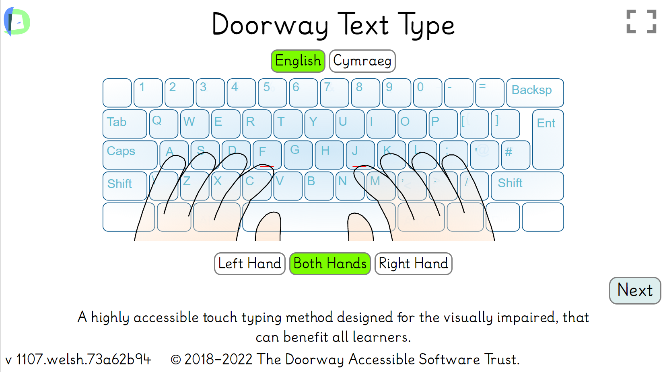 Doorway Text Type
English Cymraeg
1 2 3 4 5 6 7 8 9 0 - = Backsp
Tab Q W E R T Y U I O P [ ] Ent
Caps A S D F G H J K L ; ' #
Shift Z X C V B N M . / Shift
Left Hand Both Hands Right Hand
Next
A highly accessible touch typing method designed for the visually impaired, that
can benefit all learners.
v 1107.welsh.73a62b94 © 2018-2022 The Doorway Accessible Software Trust.